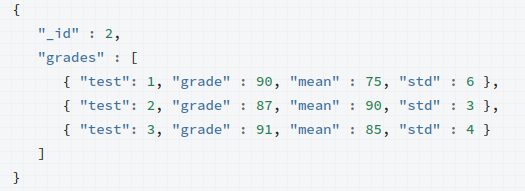 {
"_id" : 2,
"grades" : [
{ "test": 1, "grade" : 90, "mean" : 75, "std" : 6 },
{ "test": 2, "grade" : 87, "mean" : 90, "std" : 3 },
{ "test": 3, "grade" : 91, "mean" : 85, "std" : 4 }
]
}